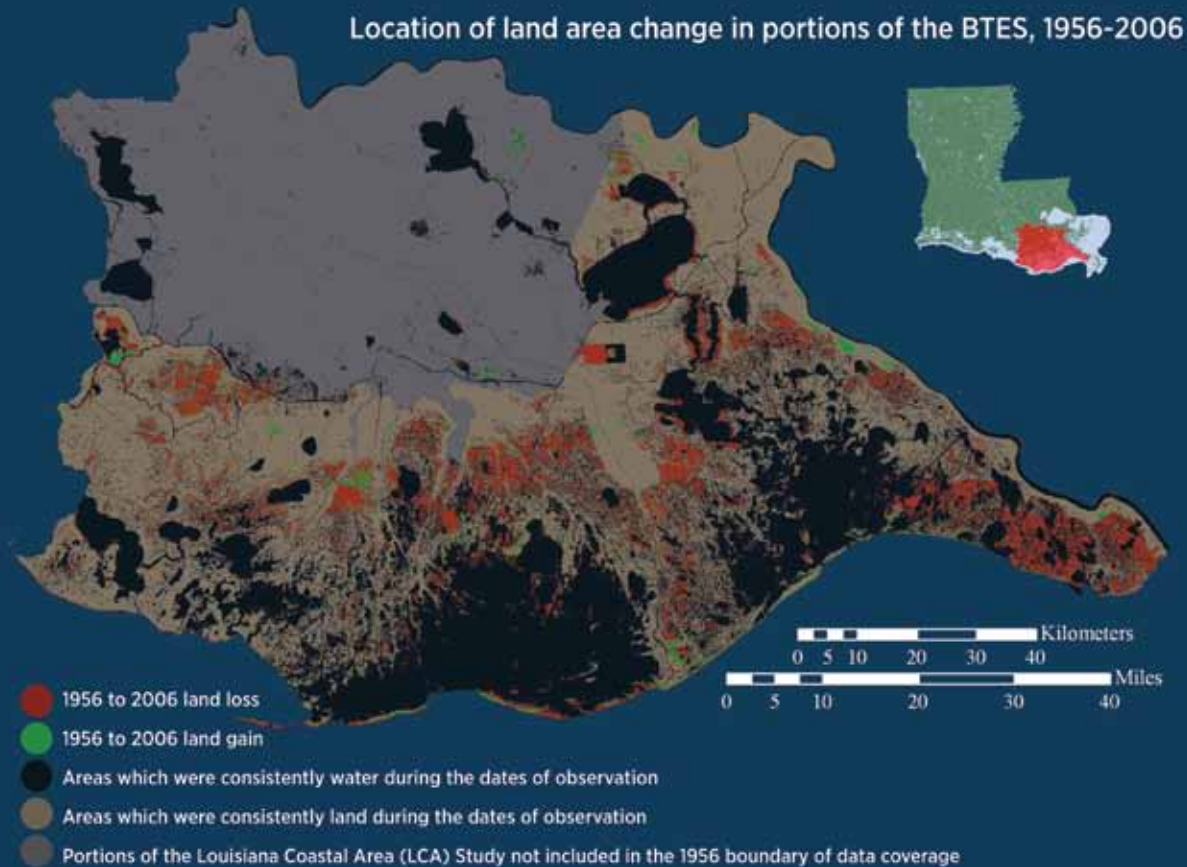 Location of land area change in portions of the BTES, 1956-2006
Kilometers
0 5 10 20 30 40
Miles
0 5 10 20 30 40
1956 to 2006 land loss
1956 to 2006 land gain
Areas which were consistently water during the dates of observation
Areas which were consistently land during the dates of observation
Portions of the Louisiana Coastal Area (LCA) Study not included in the 1956 boundary of data coverage